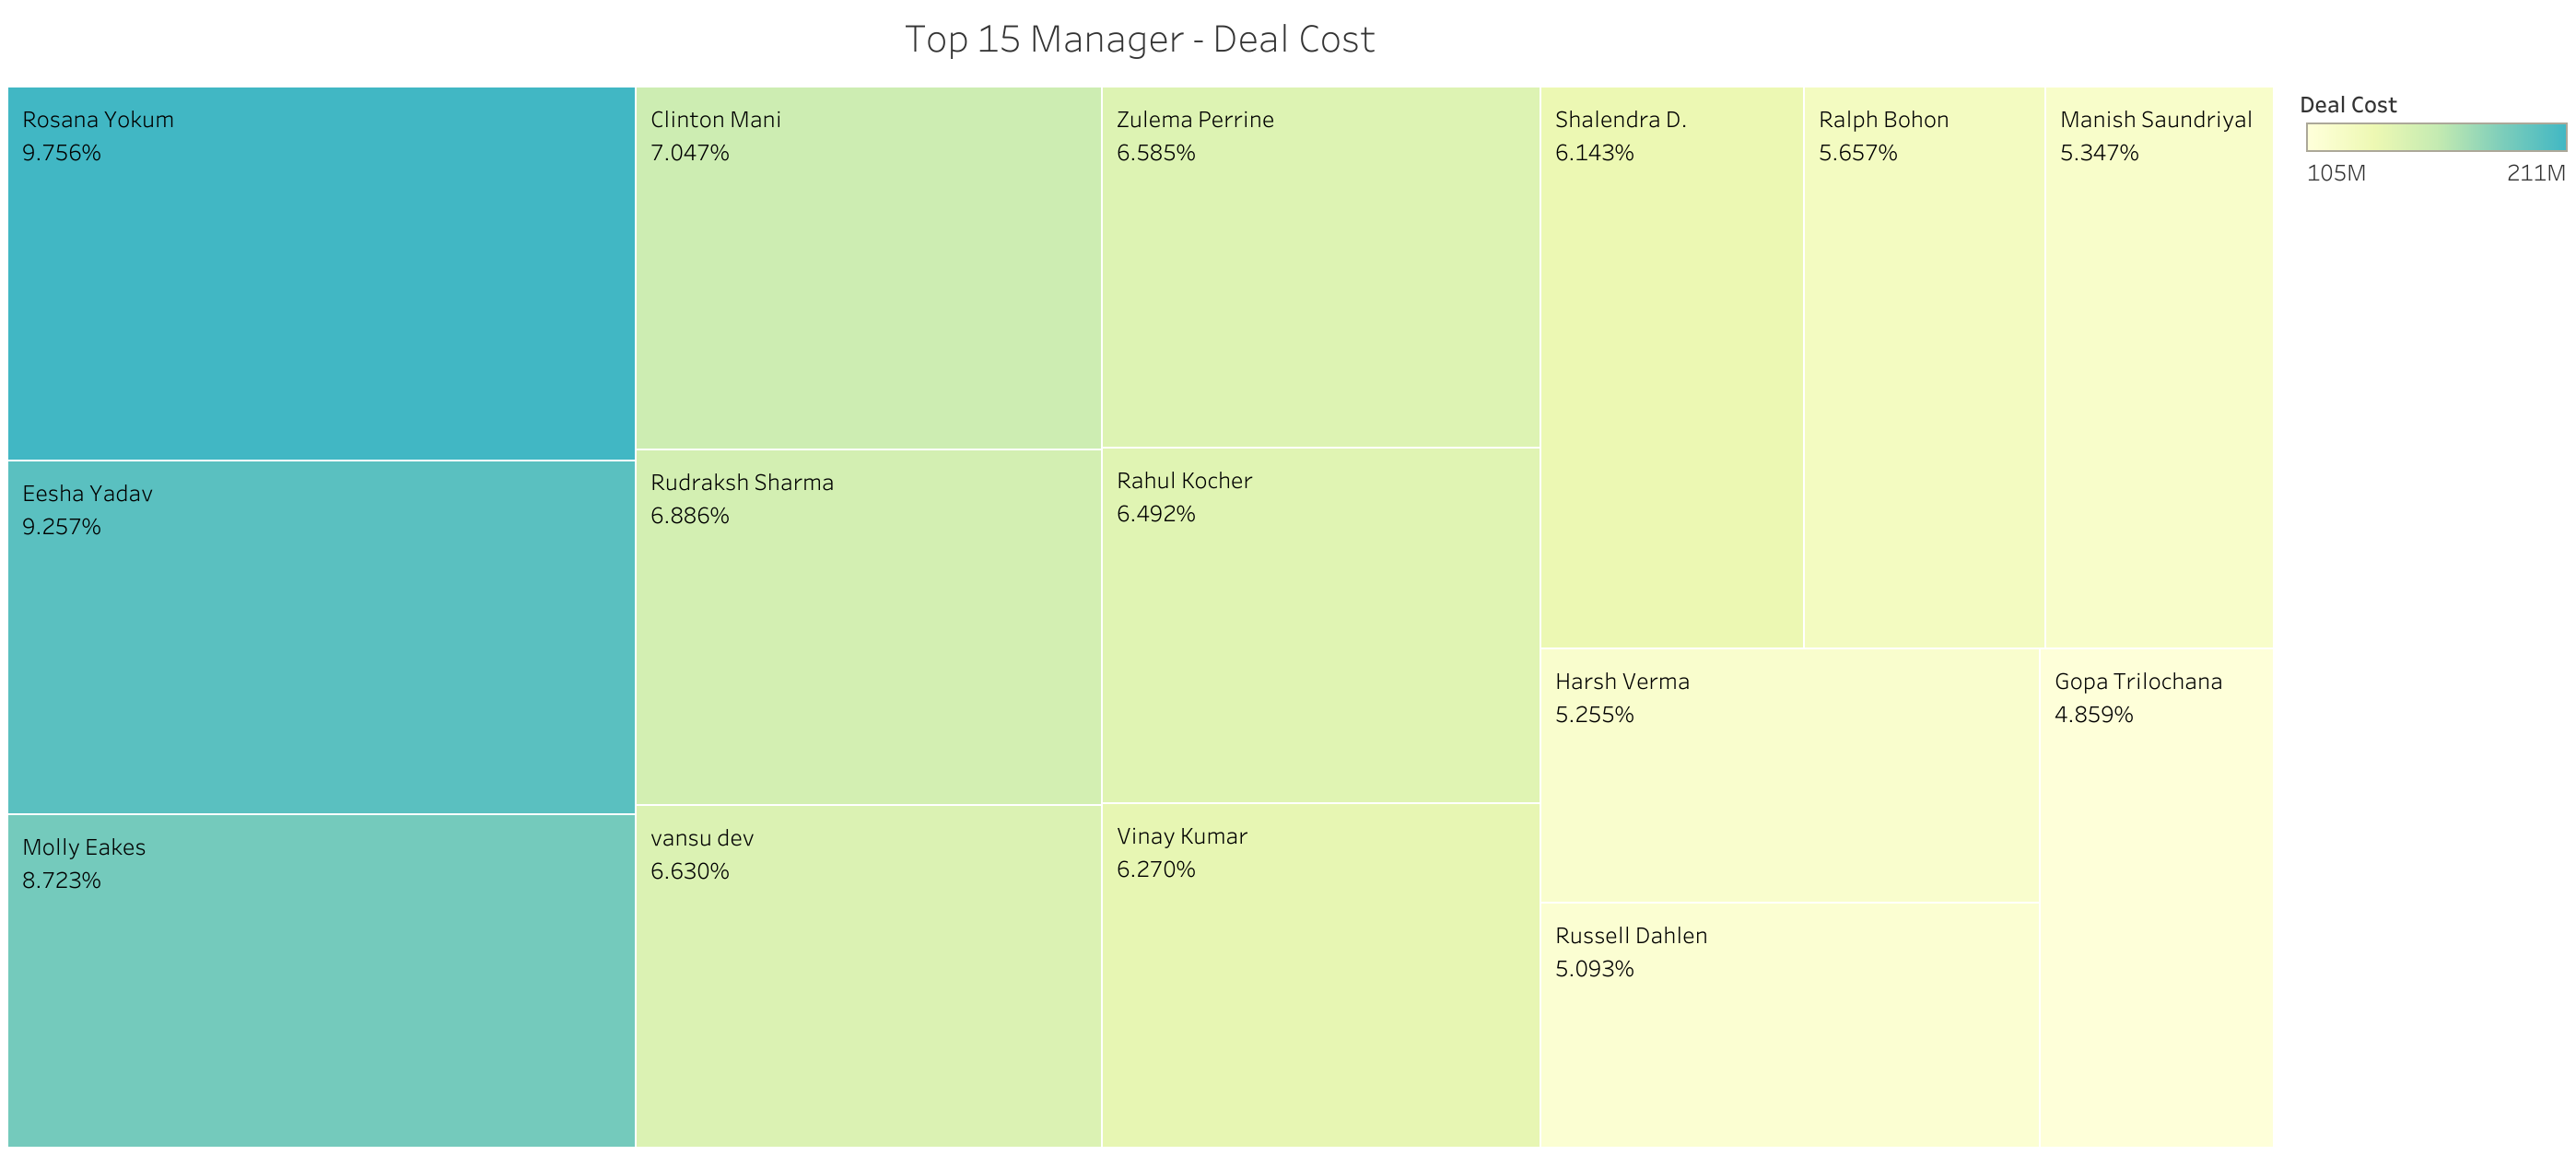 Top 15 Manager - Deal Cost
Rosana Yokum
9.756%
Eesha Yadav
9.257%
Molly Eakes
8.723%
Clinton Mani
7.047%
Rudraksh Sharma
6.886%
vansu dev
6.630%
Zulema Perrine
6.585%
Rahul Kocher
6.492%
Vinay Kumar
6.270%
Shalendra D.
6.143%
Ralph Bohon
5.657%
Manish Saundriyal
5.347%
Harsh Verma
5.255%
Russell Dahlen
5.093%
Gopa Trilochana
4.859%
Deal Cost
105M 211M